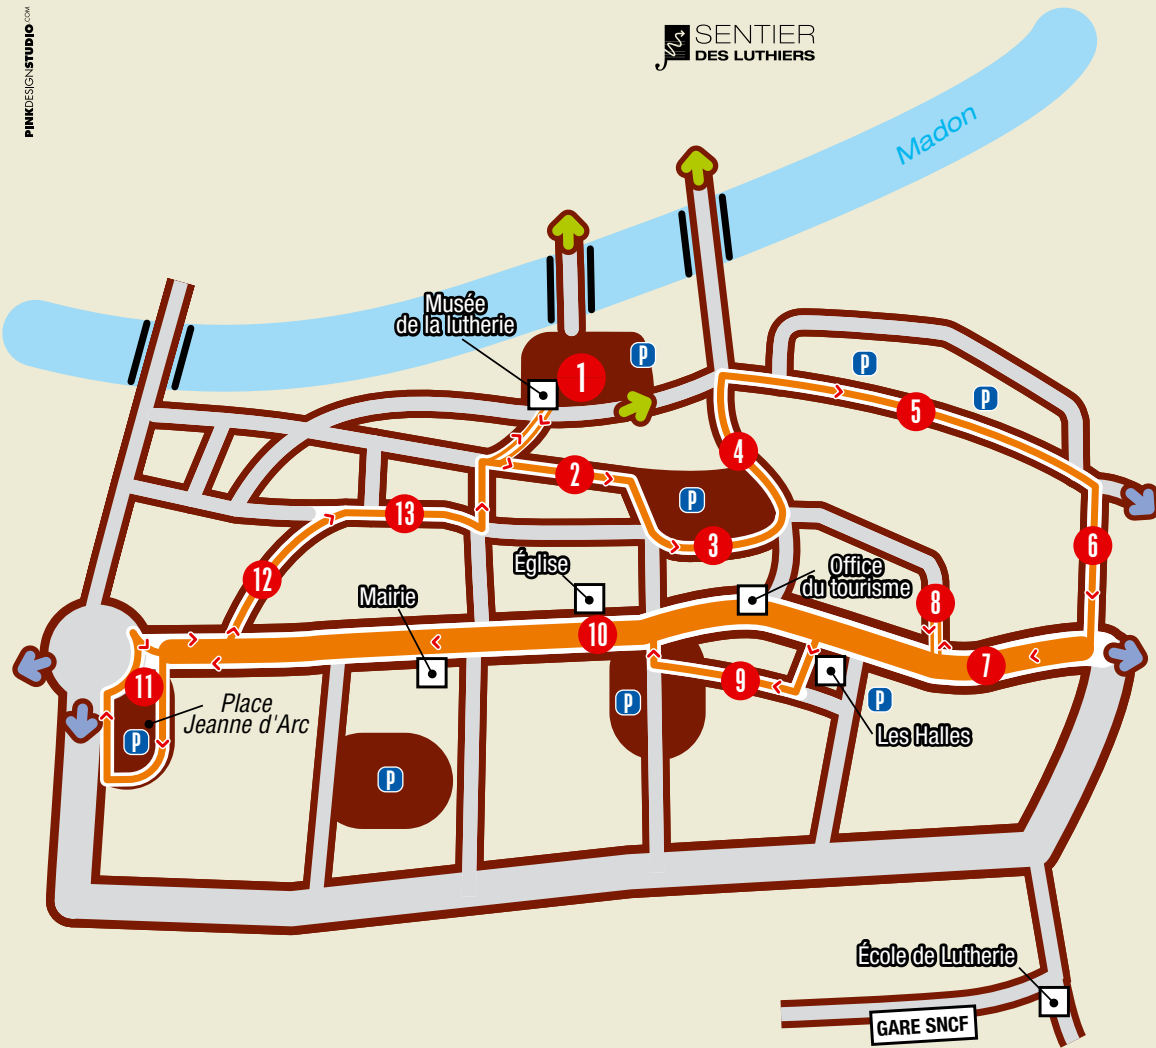 PINKDESIGNSTUDIO.COM
SENTIER
DES LUTHIERS
Madon
Musée
de la lutherie
1
P
P
5
P
4
2
P
3
13
6
Église
Office
du tourisme
12
Mairie
8
10
7
11
9
Place
Jeanne d'Arc
P
P
P
Les Halles
P
École de Lutherie
GARE SNCF